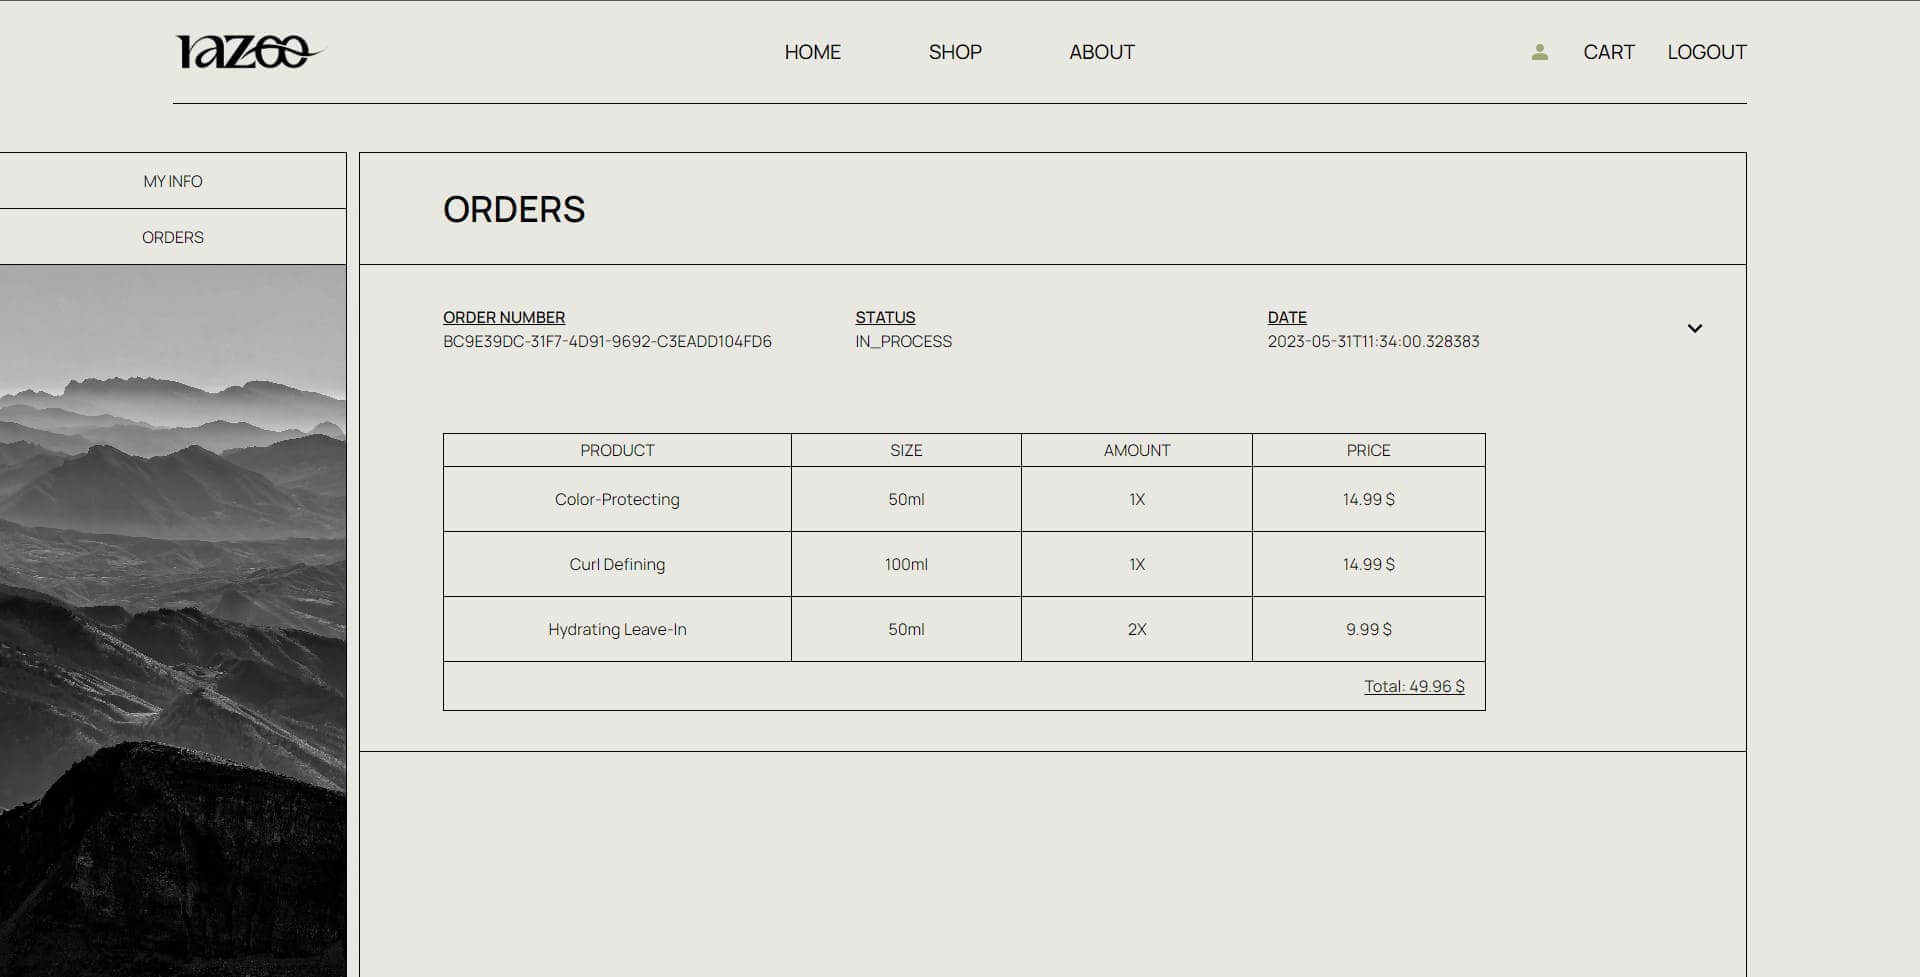 razoo
HOME SHOP ABOUT CART LOGOUT
MY INFO
ORDERS
ORDERS
ORDER NUMBER STATUS DATE
BC9E39DC-31F7-4D91-9692-C3EADD104FD6 IN_PROCESS 2023-05-31T11:34:00.328383
PRODUCT SIZE AMOUNT PRICE
Color-Protecting 50ml 1X 14.99 $
Curl Defining 100ml 1X 14.99 $
Hydrating Leave-In 50ml 2X 9.99 $
Total: 49.96 $